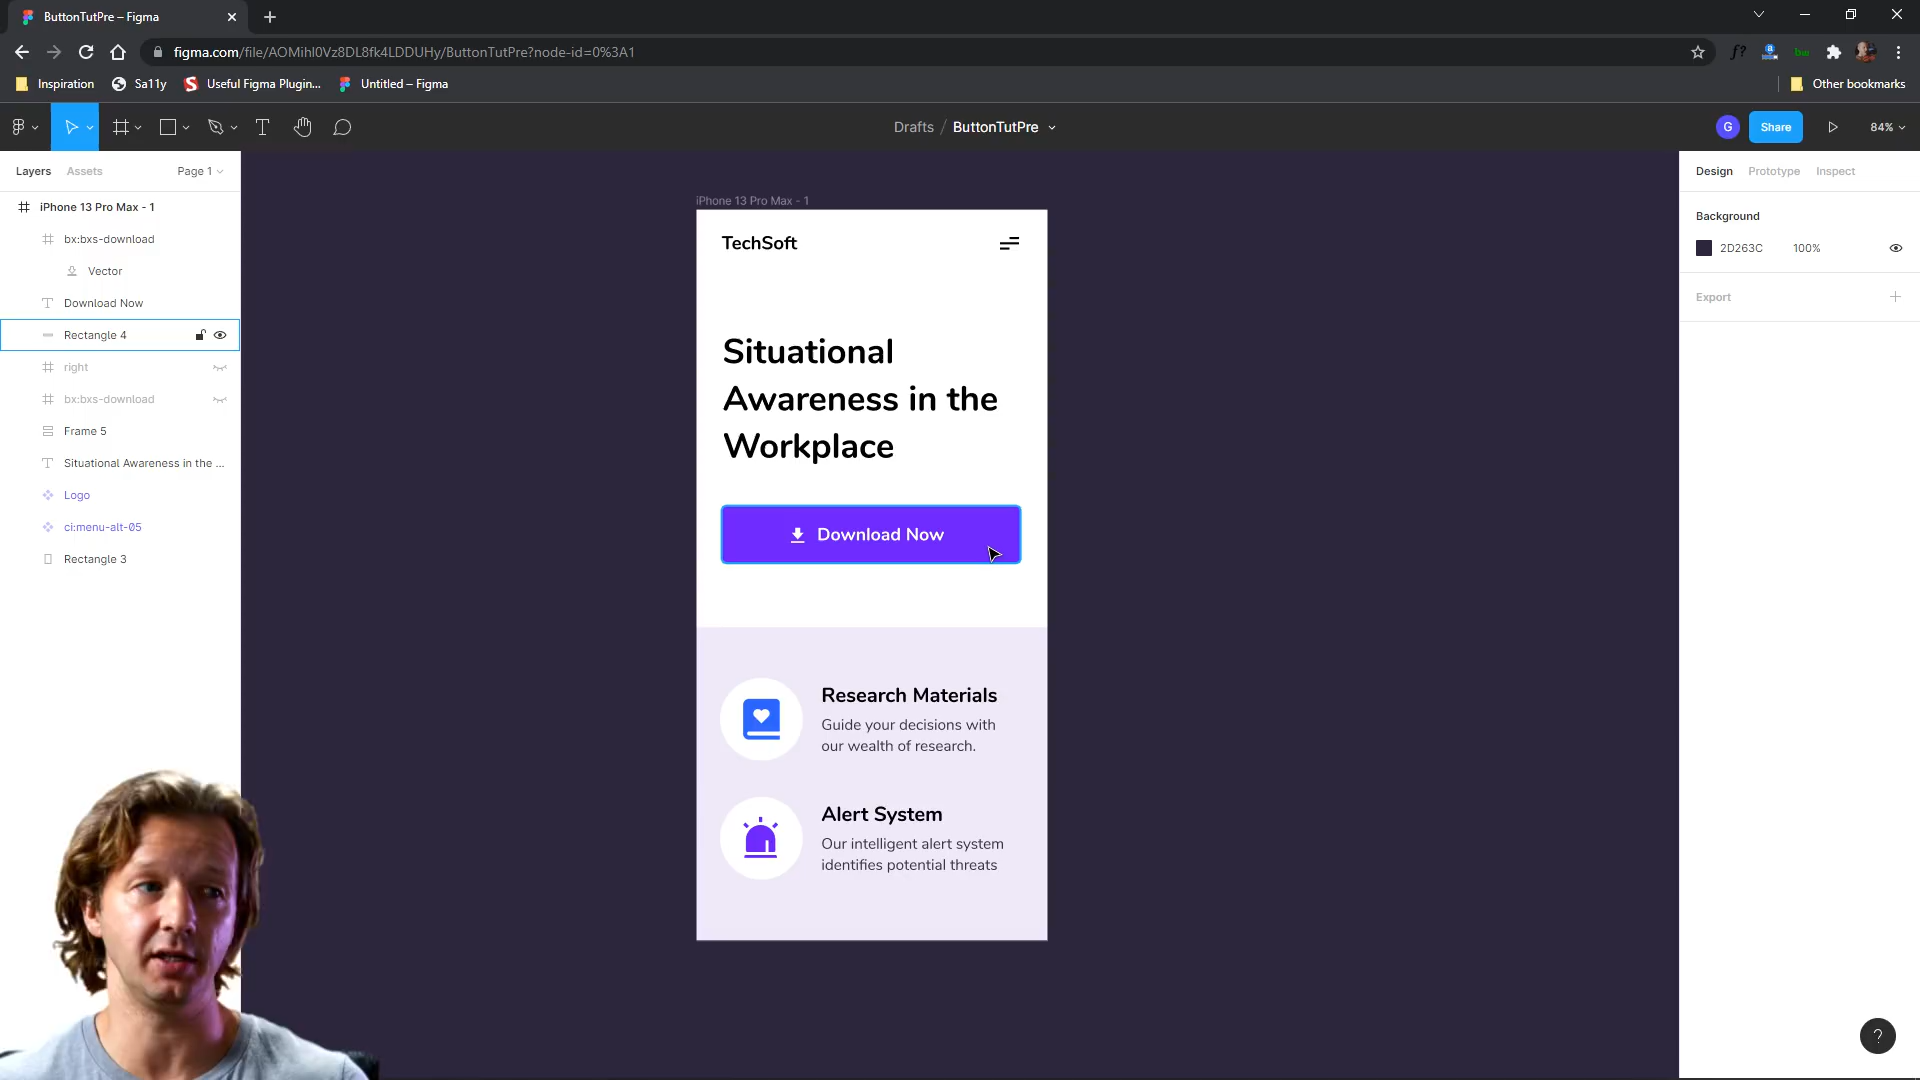 ButtonTutPre – Figma
figma.com/file/AOMihl0Vz8DL8fk4LDDUHy/ButtonTutPre?node-id=0%3A1
Inspiration
Sa11y
Useful Figma Plugin...
Untitled – Figma
Other bookmarks
Drafts / ButtonTutPre
G
Share
84%
Layers
Assets
Page 1
iPhone 13 Pro Max - 1
bx:bxs-download
Vector
Download Now
Rectangle 4
right
bx:bxs-download
Frame 5
Situational Awareness in the ...
Logo
ci:menu-alt-05
Rectangle 3
iPhone 13 Pro Max - 1
TechSoft
Situational
Awareness in the
Workplace
Download Now
Research Materials
Guide your decisions with
our wealth of research.
Alert System
Our intelligent alert system
identifies potential threats
Design
Prototype
Inspect
Background
2D263C
100%
Export
?